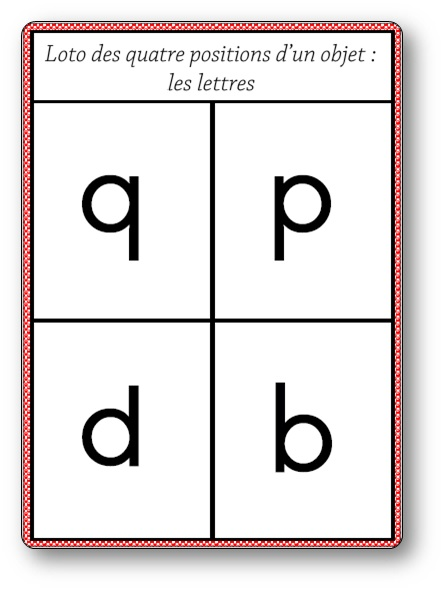 Loto des quatre positions d'un objet :
les lettres
q p
d b